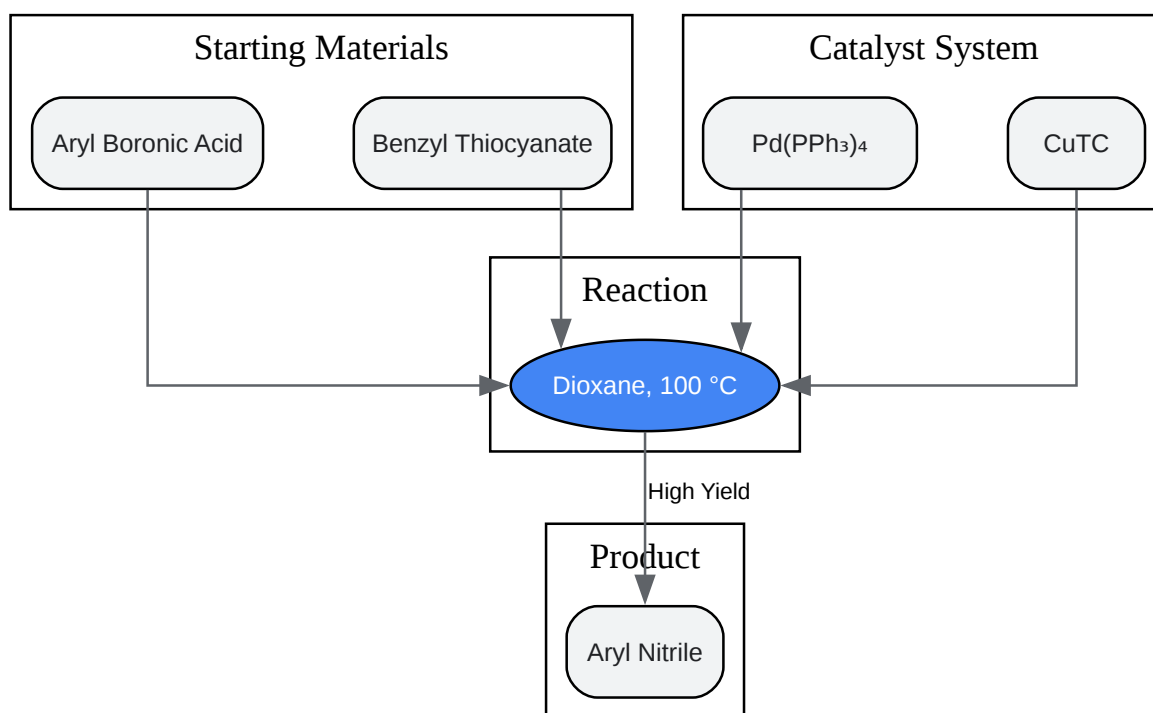 Starting Materials
Catalyst System
Aryl Boronic Acid
Benzyl Thiocyanate
Pd(PPh₃)₄
CuTC
Reaction
Dioxane, 100 °C
High Yield
Product
Aryl Nitrile